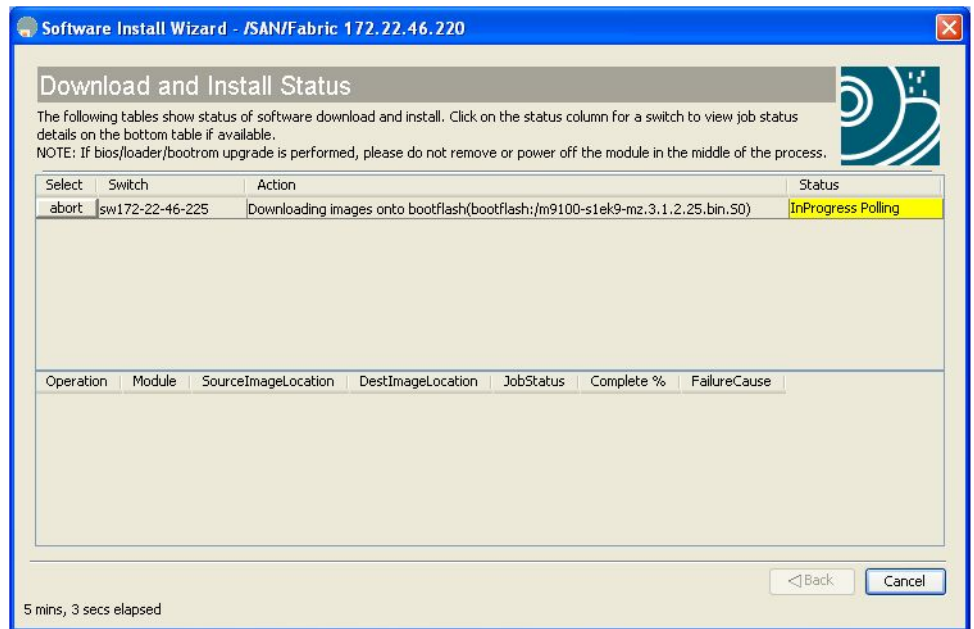 Software Install Wizard - /SAN/Fabric 172.22.46.220
Download and Install Status
The following tables show status of software download and install. Click on the status column for a switch to view job status
details on the bottom table if available.
NOTE: If bios/loader/bootrom upgrade is performed, please do not remove or power off the module in the middle of the process.
Select Switch Action Status
abort sw172-22-46-225 Downloading images onto bootflash(bootflash:/m9100-s1ek9-mz.3.1.2.25.bin.S0) InProgress Polling
Operation Module SourceImageLocation DestImageLocation JobStatus Complete % FailureCause
Back Cancel
5 mins, 3 secs elapsed